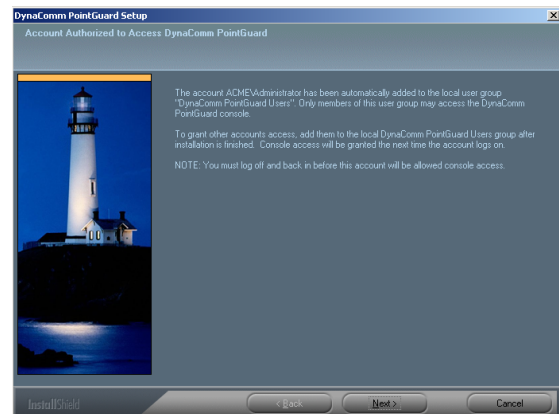 DynaComm PointGuard Setup
Account Authorized to Access DynaComm PointGuard
The account ACME\Administrator has been automatically added to the local user group
"DynaComm PointGuard Users". Only members of this user group may access the DynaComm
PointGuard console.
To grant other accounts access, add them to the local DynaComm PointGuard Users group after
installation is finished. Console access will be granted the next time the account logs on.
NOTE: You must log off and back in before this account will be allowed console access.
InstallShield
< Back
Next >
Cancel